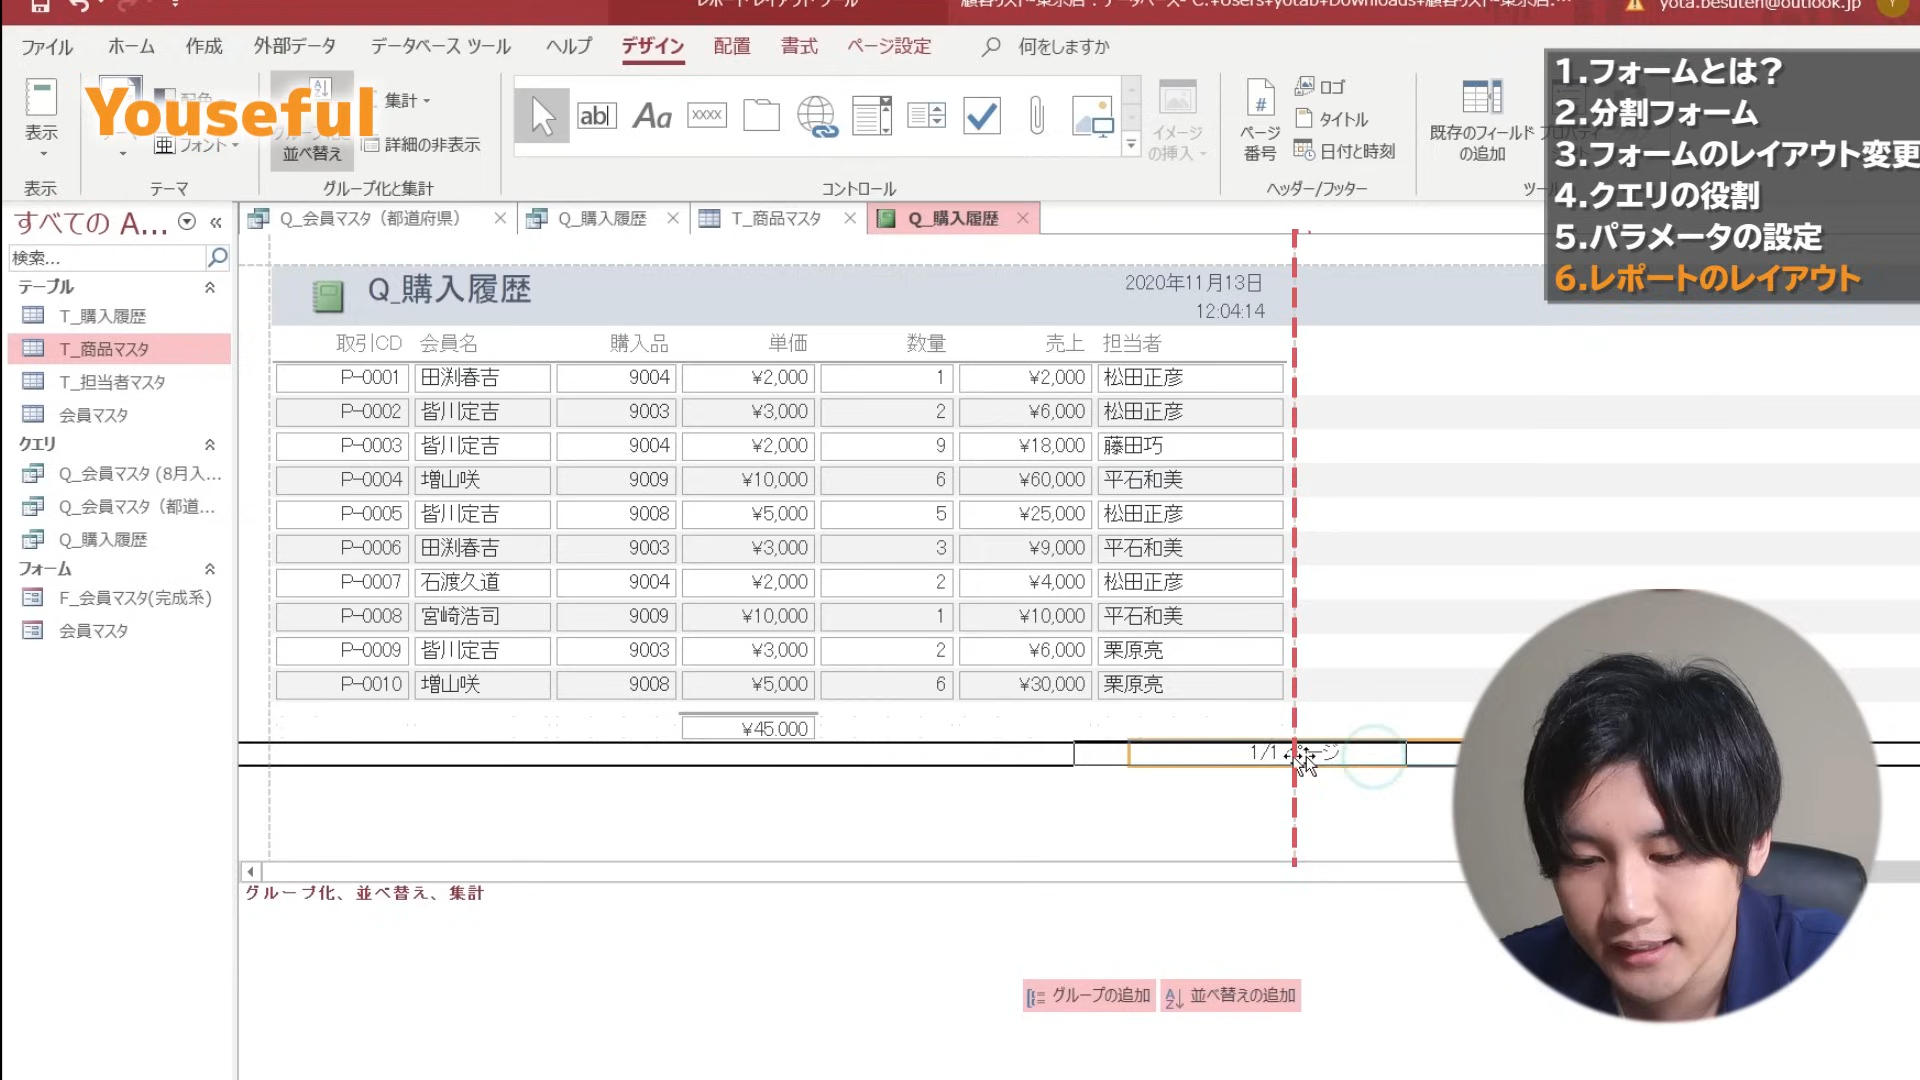 レポート レイアウト ツール
yota.besuten@outlook.jp
ファイル ホーム 作成 外部データ データベース ツール ヘルプ デザイン 配置 書式 ページ設定 何をしますか
Youseful
表示
配色
フォント
並べ替え
集計
詳細の非表示
ab|
Aa
XXXX
イメージ
の挿入
ページ
番号
ロゴ
タイトル
日付と時刻
既存のフィールド
の追加
表示
テーマ
グループ化と集計
コントロール
ヘッダー/フッター
1.フォームとは?
2.分割フォーム
3.フォームのレイアウト変更
4.クエリの役割
5.パラメータの設定
6.レポートのレイアウト
すべての A...
検索...
テーブル
T_購入履歴
T_商品マスタ
T_担当者マスタ
会員マスタ
クエリ
Q_会員マスタ (8月入...
Q_会員マスタ（都道...
Q_購入履歴
フォーム
F_会員マスタ(完成系)
会員マスタ
Q_会員マスタ（都道府県） Q_購入履歴 T_商品マスタ Q_購入履歴
Q_購入履歴
2020年11月13日
12:04:14
取引CD 会員名 購入品 単価 数量 売上 担当者
P-0001 田渕春吉 9004 ¥2,000 1 ¥2,000 松田正彦
P-0002 皆川定吉 9003 ¥3,000 2 ¥6,000 松田正彦
P-0003 皆川定吉 9004 ¥2,000 9 ¥18,000 藤田巧
P-0004 増山咲 9009 ¥10,000 6 ¥60,000 平石和美
P-0005 皆川定吉 9008 ¥5,000 5 ¥25,000 松田正彦
P-0006 田渕春吉 9003 ¥3,000 3 ¥9,000 平石和美
P-0007 石渡久道 9004 ¥2,000 2 ¥4,000 松田正彦
P-0008 宮崎浩司 9009 ¥10,000 1 ¥10,000 平石和美
P-0009 皆川定吉 9003 ¥3,000 2 ¥6,000 栗原亮
P-0010 増山咲 9008 ¥5,000 6 ¥30,000 栗原亮
¥45,000
1/1 ページ
グループ化、並べ替え、集計
グループの追加 並べ替えの追加